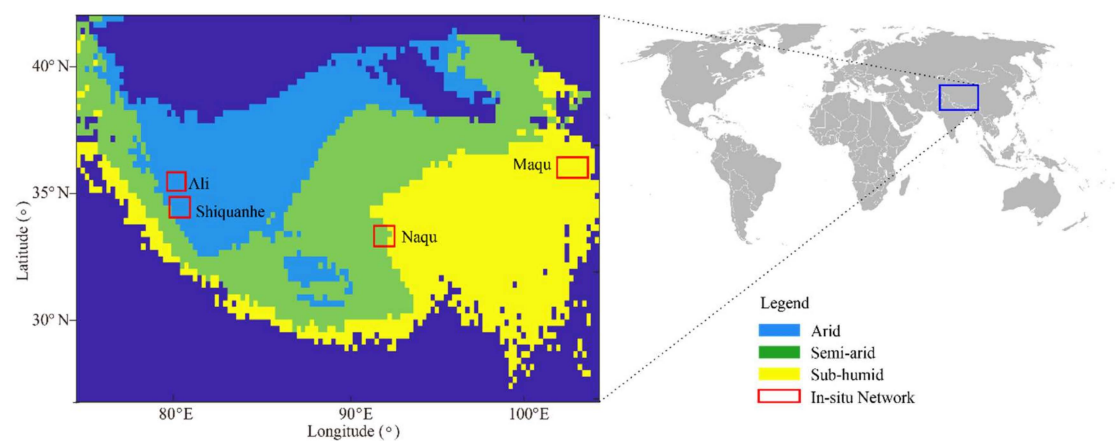 40°N
35°N
30°N
Latitude (○)
Ali
Shiquanhe
Naqu
Maqu
80°E
90°E
100°E
Longitude (○)
Legend
Arid
Semi-arid
Sub-humid
In-situ Network